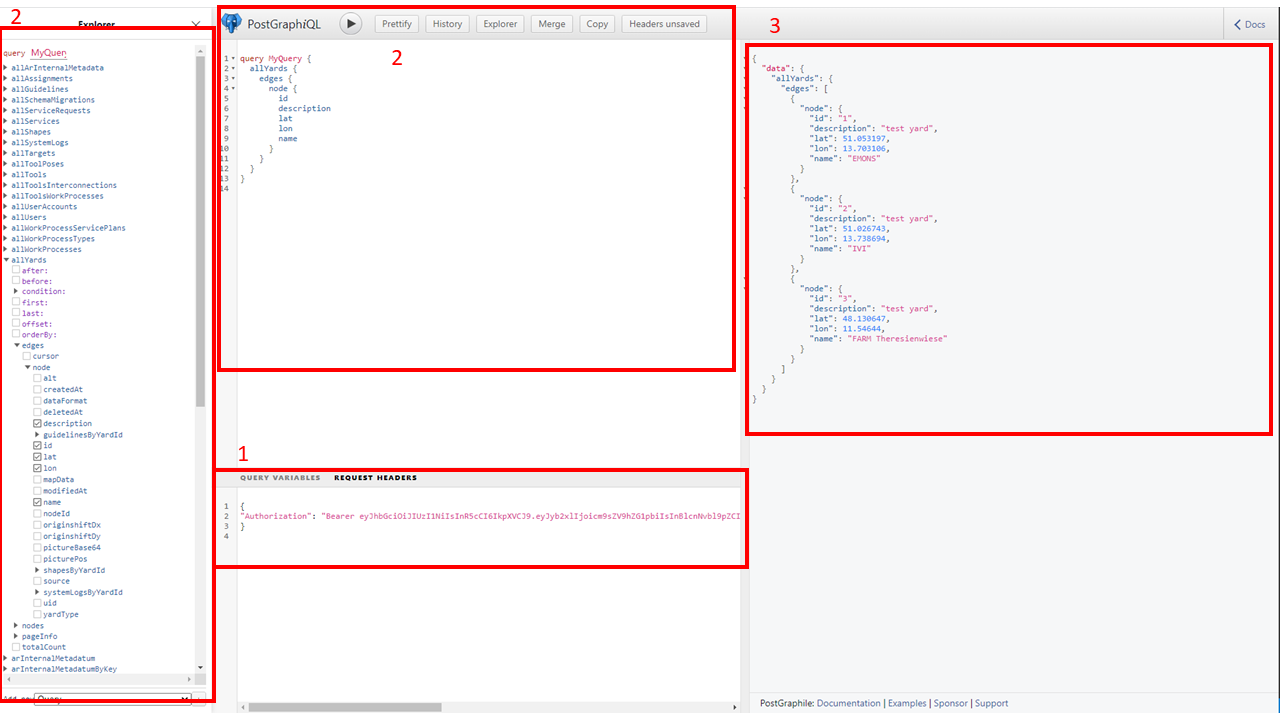 2
Explorer
query MyQuen
allArInternalMetadata
allAssignments
allGuidelines
allSchemaMigrations
allServiceRequests
allServices
allShapes
allSystemLogs
allTargets
allToolPoses
allTools
allToolsInterconnections
allToolsWorkProcesses
allUserAccounts
allUsers
allWorkProcessServicePlans
allWorkProcessTypes
allWorkProcesses
allYards
after:
before:
condition:
first:
last:
offset:
orderBy:
edges
cursor
node
alt
createdAt
dataFormat
deletedAt
description
guidelinesByYardId
id
lat
lon
mapData
modifiedAt
name
nodeId
originshiftDx
originshiftDy
pictureBase64
picturePos
shapesByYardId
source
systemLogsByYardId
uid
yardType
nodes
pageInfo
totalCount
arInternalMetadatum
arInternalMetadatumByKey
Query
PostGraphiQL
Prettify
History
Explorer
Merge
Copy
Headers unsaved
2
1 query MyQuery {
2 allYards {
3 edges {
4 node {
5 id
6 description
7 lat
8 lon
9 name
10 }
11 }
12 }
13 }
14
1
QUERY VARIABLES REQUEST HEADERS
1 {
2 "Authorization": "Bearer eyJhbGciOiJIUzI1NiIsInR5cCI6IkpXVCJ9.eyJyb2xlIjoicm9sZV9hZG1pbiIsInBlcnNvbl9pZCI
3 }
4
3
Docs
{
"data": {
"allYards": {
"edges": [
{
"node": {
"id": "1",
"description": "test yard",
"lat": 51.053197,
"lon": 13.703106,
"name": "EMONS"
}
},
{
"node": {
"id": "2",
"description": "test yard",
"lat": 51.026743,
"lon": 13.738694,
"name": "IVI"
}
},
{
"node": {
"id": "3",
"description": "test yard",
"lat": 48.130647,
"lon": 11.54644,
"name": "FARM Theresienwiese"
}
}
]
}
}
}
PostGraphile: Documentation | Examples | Sponsor | Support